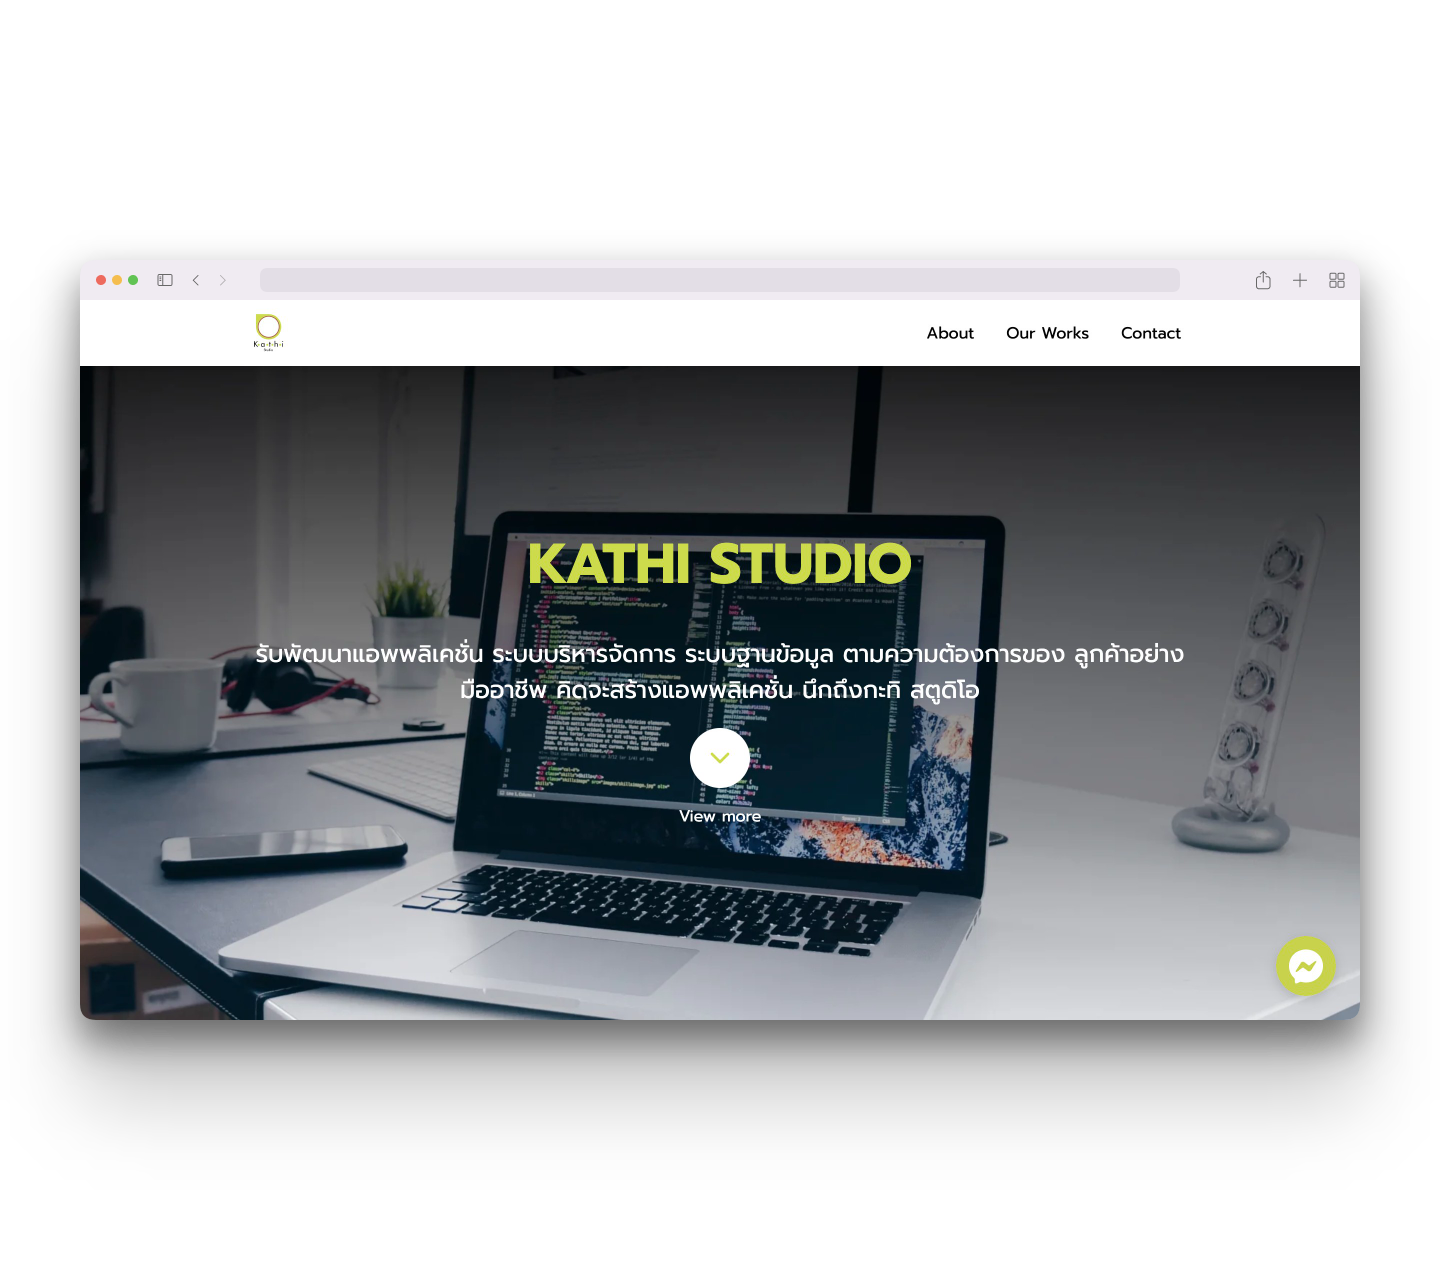 K-a-t-h-i
Studio
About Our Works Contact
KATHI STUDIO
รับพัฒนาแอพพลิเคชั่น ระบบบริหารจัดการ ระบบฐานข้อมูล ตามความต้องการของ ลูกค้าอย่าง
มืออาชีพ คิดจะสร้างแอพพลิเคชั่น นึกถึงกะทิ สตูดิโอ
View more